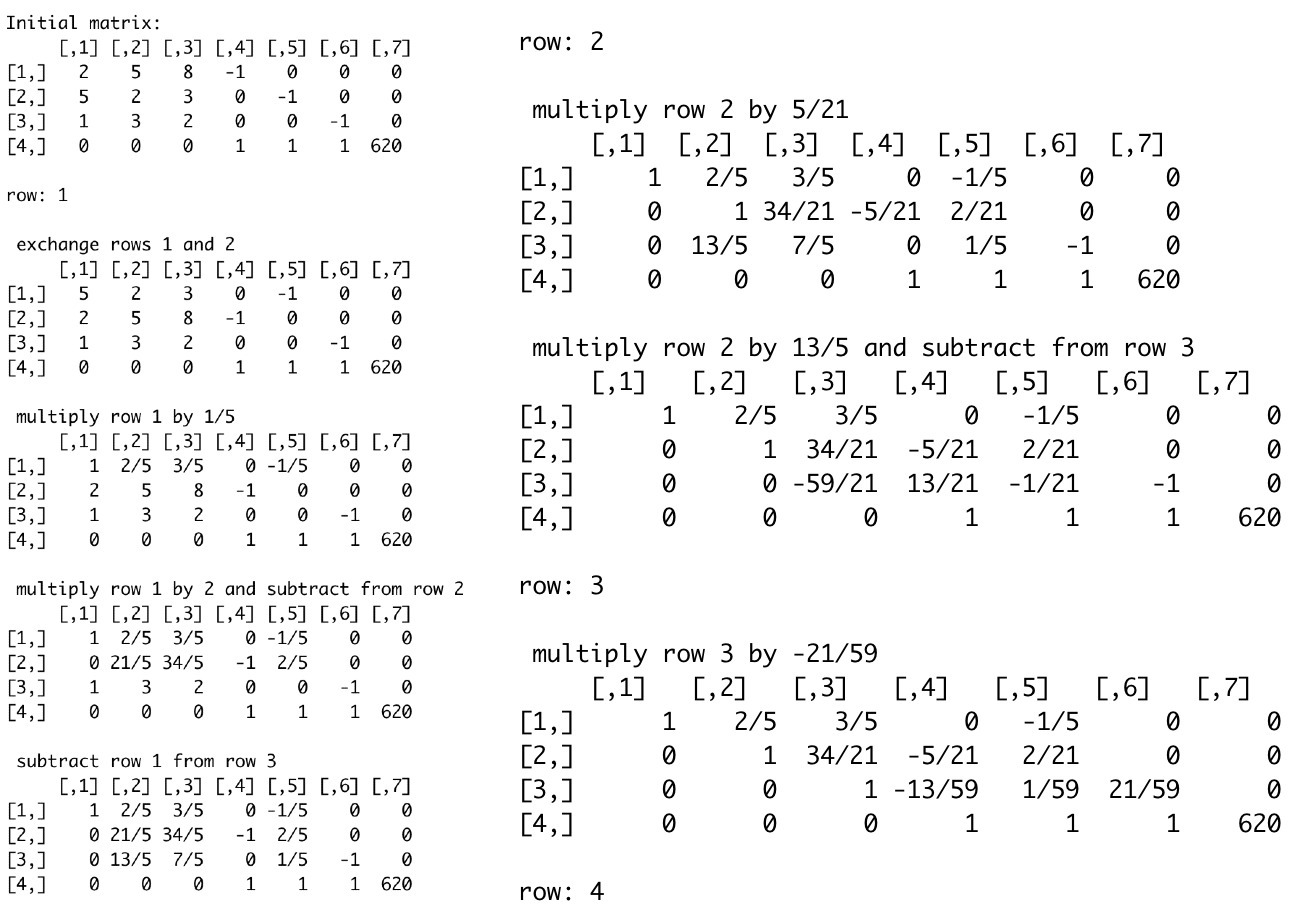 Initial matrix:
     [,1] [,2] [,3] [,4] [,5] [,6] [,7]
[1,]    2    5    8   -1    0    0    0
[2,]    5    2    3    0   -1    0    0
[3,]    1    3    2    0    0   -1    0
[4,]    0    0    0    1    1    1  620

row: 1

 exchange rows 1 and 2
     [,1] [,2] [,3] [,4] [,5] [,6] [,7]
[1,]    5    2    3    0   -1    0    0
[2,]    2    5    8   -1    0    0    0
[3,]    1    3    2    0    0   -1    0
[4,]    0    0    0    1    1    1  620

 multiply row 1 by 1/5
     [,1] [,2] [,3] [,4] [,5] [,6] [,7]
[1,]    1  2/5  3/5    0 -1/5    0    0
[2,]    2    5    8   -1    0    0    0
[3,]    1    3    2    0    0   -1    0
[4,]    0    0    0    1    1    1  620

 multiply row 1 by 2 and subtract from row 2
     [,1] [,2] [,3] [,4] [,5] [,6] [,7]
[1,]    1  2/5  3/5    0 -1/5    0    0
[2,]    0 21/5 34/5   -1  2/5    0    0
[3,]    1    3    2    0    0   -1    0
[4,]    0    0    0    1    1    1  620

 subtract row 1 from row 3
     [,1] [,2] [,3] [,4] [,5] [,6] [,7]
[1,]    1  2/5  3/5    0 -1/5    0    0
[2,]    0 21/5 34/5   -1  2/5    0    0
[3,]    0 13/5  7/5    0  1/5   -1    0
[4,]    0    0    0    1    1    1  620

row: 2

 multiply row 2 by 5/21
     [,1]  [,2]  [,3]  [,4]  [,5]  [,6]  [,7]
[1,]     1   2/5   3/5     0  -1/5     0     0
[2,]     0     1 34/21 -5/21  2/21     0     0
[3,]     0  13/5   7/5     0   1/5    -1     0
[4,]     0     0     0     1     1     1   620

 multiply row 2 by 13/5 and subtract from row 3
     [,1]   [,2]   [,3]   [,4]   [,5]   [,6]   [,7]
[1,]      1    2/5    3/5      0   -1/5      0      0
[2,]      0      1  34/21  -5/21   2/21      0      0
[3,]      0      0 -59/21  13/21  -1/21     -1      0
[4,]      0      0      0      1      1      1    620

row: 3

 multiply row 3 by -21/59
     [,1]   [,2]   [,3]   [,4]   [,5]   [,6]   [,7]
[1,]      1    2/5    3/5      0   -1/5      0      0
[2,]      0      1  34/21  -5/21   2/21      0      0
[3,]      0      0      1 -13/59   1/59  21/59      0
[4,]      0      0      0      1      1      1    620

row: 4